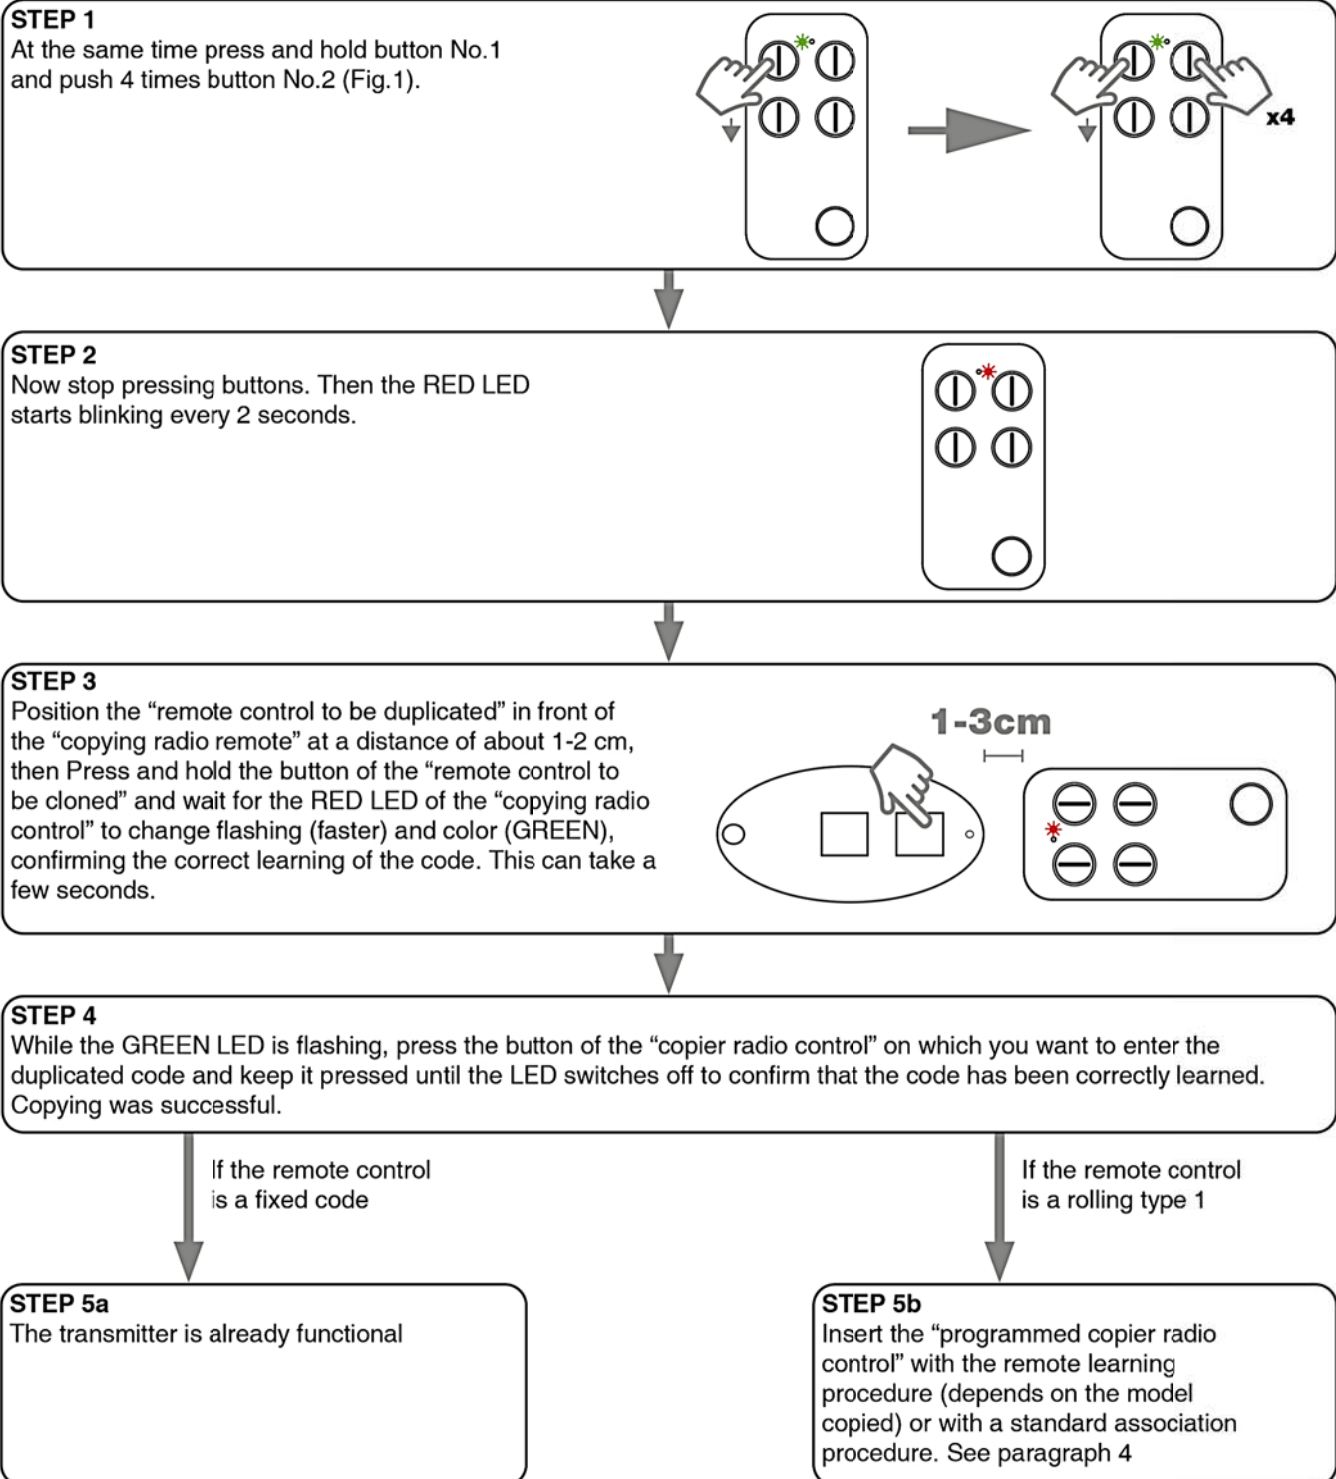 STEP 1
At the same time press and hold button No.1
and push 4 times button No.2 (Fig.1).
x4
STEP 2
Now stop pressing buttons. Then the RED LED
starts blinking every 2 seconds.
STEP 3
Position the “remote control to be duplicated” in front of
the “copying radio remote” at a distance of about 1-2 cm,
then Press and hold the button of the “remote control to
be cloned” and wait for the RED LED of the “copying radio
control” to change flashing (faster) and color (GREEN),
confirming the correct learning of the code. This can take a
few seconds.
1-3cm
STEP 4
While the GREEN LED is flashing, press the button of the “copier radio control” on which you want to enter the
duplicated code and keep it pressed until the LED switches off to confirm that the code has been correctly learned.
Copying was successful.
If the remote control
is a fixed code
If the remote control
is a rolling type 1
STEP 5a
The transmitter is already functional
STEP 5b
Insert the “programmed copier radio
control” with the remote learning
procedure (depends on the model
copied) or with a standard association
procedure. See paragraph 4